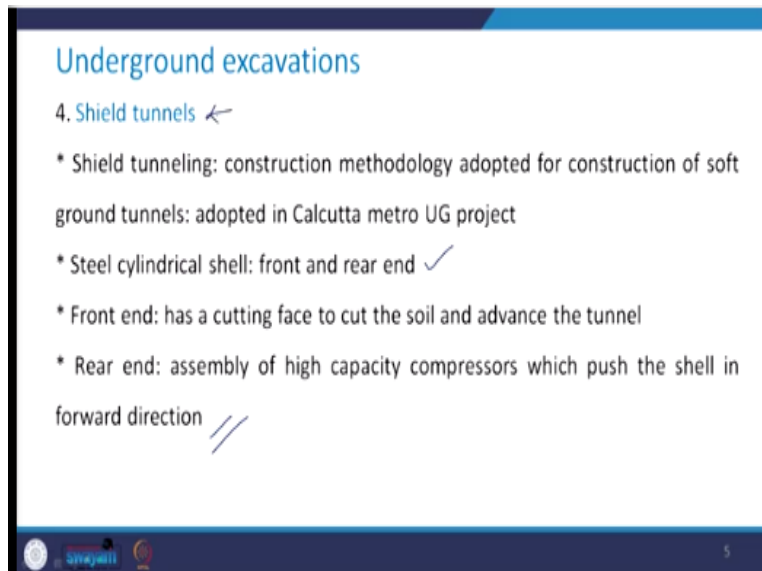 Underground excavations
4. Shield tunnels
* Shield tunneling: construction methodology adopted for construction of soft
ground tunnels: adopted in Calcutta metro UG project
* Steel cylindrical shell: front and rear end
* Front end: has a cutting face to cut the soil and advance the tunnel
* Rear end: assembly of high capacity compressors which push the shell in
forward direction
swayam
5